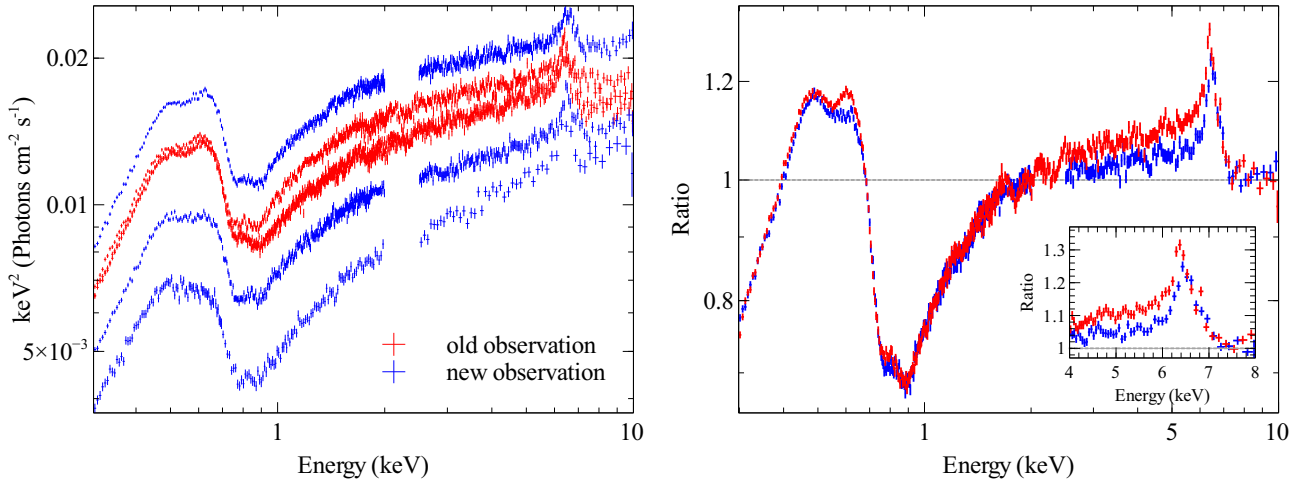 keV² (Photons cm⁻² s⁻¹)
0.02
0.01
5×10⁻³
old observation
new observation
1
10
Energy (keV)
Ratio
1.2
1
0.8
1
5
10
Energy (keV)
Ratio
1.3
1.2
1.1
1
4
5
6
7
8
Energy (keV)